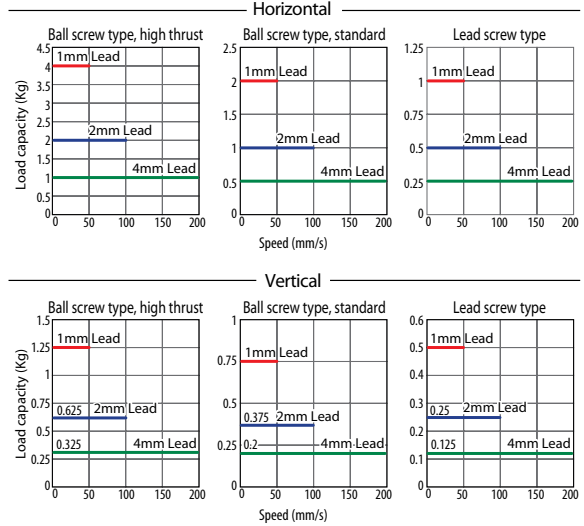 Horizontal
Ball screw type, high thrust
Load capacity (Kg)
4.5
4
3.5
3
2.5
2
1.5
1
0.5
0
1mm Lead
2mm Lead
4mm Lead
0 50 100 150 200
Ball screw type, standard
2.5
2
1.5
1
0.5
0
1mm Lead
2mm Lead
4mm Lead
0 50 100 150 200
Speed (mm/s)
Lead screw type
1.25
1
0.75
0.5
0.25
0
1mm Lead
2mm Lead
4mm Lead
0 50 100 150 200
Vertical
Ball screw type, high thrust
Load capacity (Kg)
1.5
1.25
1
0.75
0.5
0.25
0
1mm Lead
0.625 2mm Lead
0.325 4mm Lead
0 50 100 150 200
Ball screw type, standard
1
0.75
0.5
0.25
0
1mm Lead
0.375 2mm Lead
0.2 4mm Lead
0 50 100 150 200
Speed (mm/s)
Lead screw type
0.6
0.5
0.4
0.3
0.2
0.1
0
1mm Lead
0.25 2mm Lead
0.125 4mm Lead
0 50 100 150 200